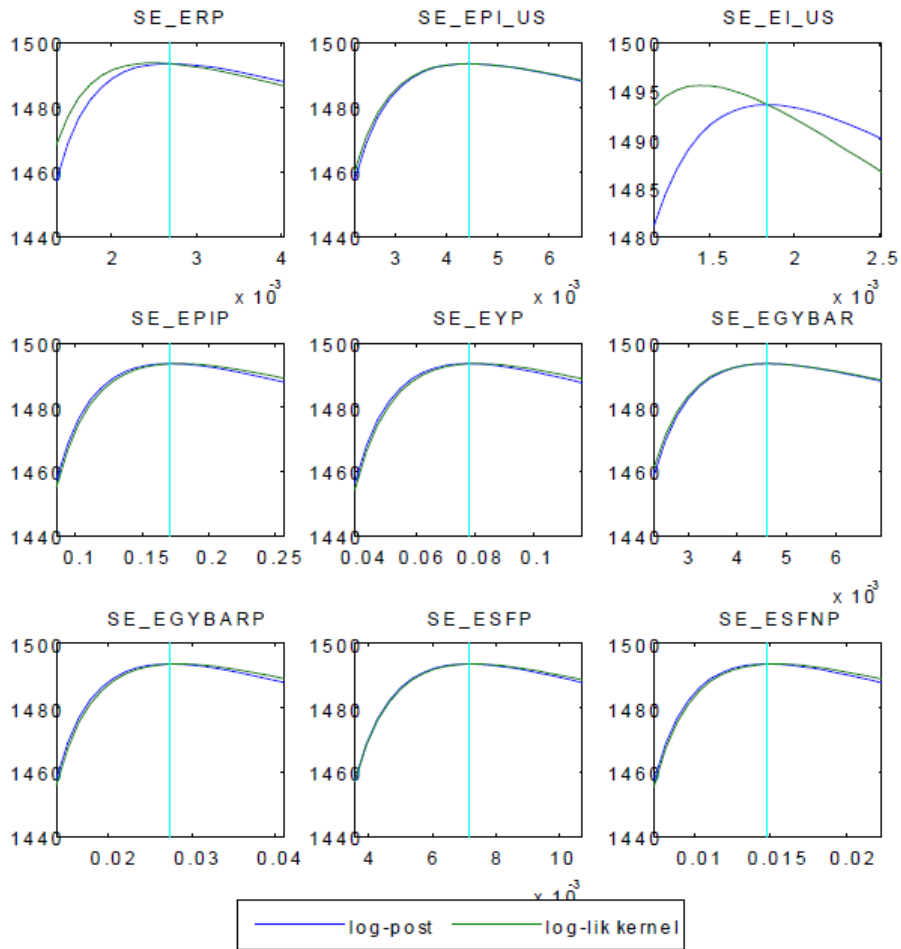 SE_ERP SE_EPI_US SE_EI_US
1500 1500 1500
1495
1480 1480
1490
1460 1460
1485
1440 1440 1480
2 3 4 3 4 5 6 1.5 2 2.5
x 10-3 x 10-3 x 10-3
SE_EPIP SE_EYP SE_EGYBAR
1500 1500 1500
1480 1480 1480
1460 1460 1460
1440 1440 1440
0.1 0.15 0.2 0.25 0.04 0.06 0.08 0.1 3 4 5 6
x 10-3
SE_EGYBARP SE_ESFP SE_ESFNP
1500 1500 1500
1480 1480 1480
1460 1460 1460
1440 1440 1440
0.02 0.03 0.04 4 6 8 10 0.01 0.015 0.02
x 10-3
log-post log-lik kernel